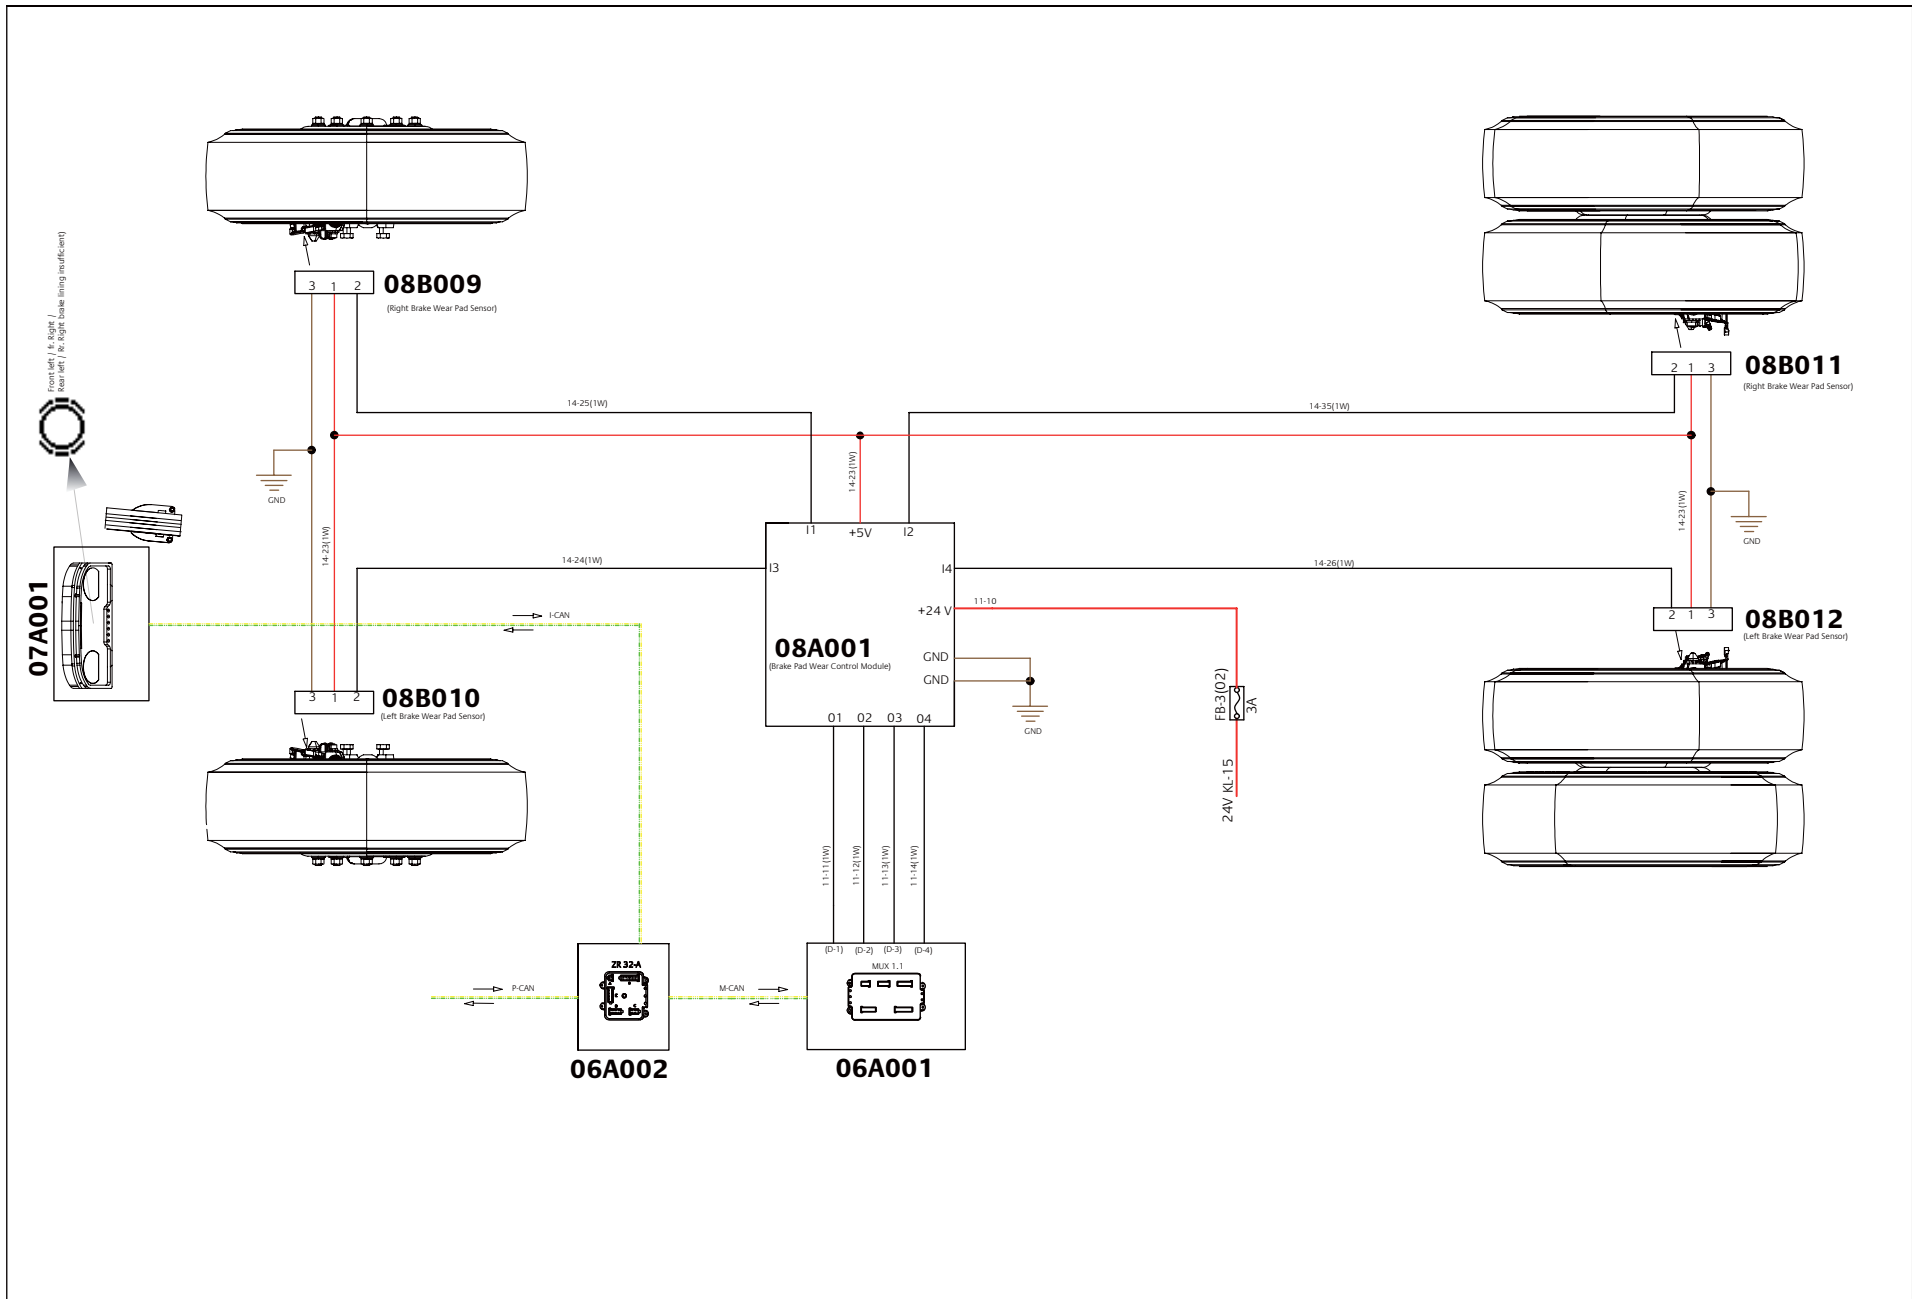 08B009
3 1 2
(Right Brake Wear Pad Sensor)
Front left / fr. Right /
Rear left / Rr. Right brake lining insufficient)
2 1 3
08B011
(Right Brake Wear Pad Sensor)
14-25(1W)
14-35(1W)
14-23(1W)
GND
14-23(1W)
14-23(1W)
GND
I1 +5V I2
14-24(1W)
I3
I4
14-26(1W)
+24 V
11-10
I-CAN
07A001
08A001
(Brake Pad Wear Control Module)
GND
GND
GND
2 1 3
08B012
(Left Brake Wear Pad Sensor)
3 1 2
08B010
(Left Brake Wear Pad Sensor)
FB-3(02)
3A
24V KL-15
01 02 03 04
11-11(1W)
11-12(1W)
11-13(1W)
11-14(1W)
(D-1) (D-2) (D-3) (D-4)
MUX 1.1
ZR 32-A
P-CAN
M-CAN
06A002
06A001